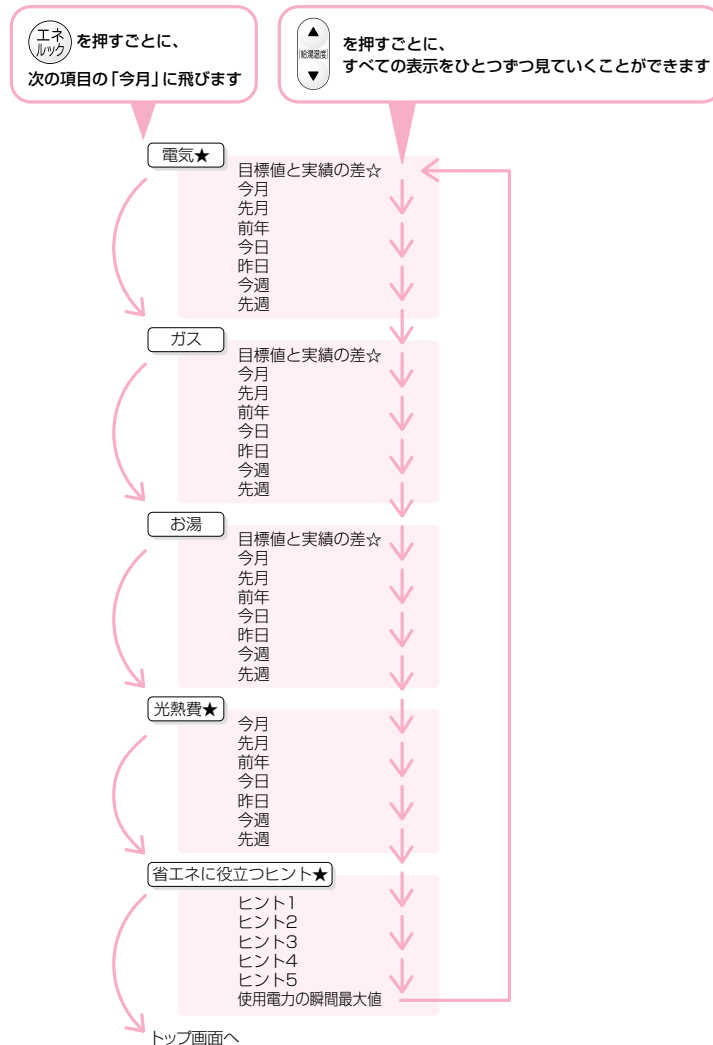 エネ
ルック
を押すごとに、
次の項目の「今月」に飛びます
▲
給湯温度
▼
を押すごとに、
すべての表示をひとつずつ見ていくことができます
電気★
目標値と実績の差☆
今月
先月
前年
今日
昨日
今週
先週
ガス
目標値と実績の差☆
今月
先月
前年
今日
昨日
今週
先週
お湯
目標値と実績の差☆
今月
先月
前年
今日
昨日
今週
先週
光熱費★
今月
先月
前年
今日
昨日
今週
先週
省エネに役立つヒント★
ヒント1
ヒント2
ヒント3
ヒント4
ヒント5
使用電力の瞬間最大値
トップ画面へ